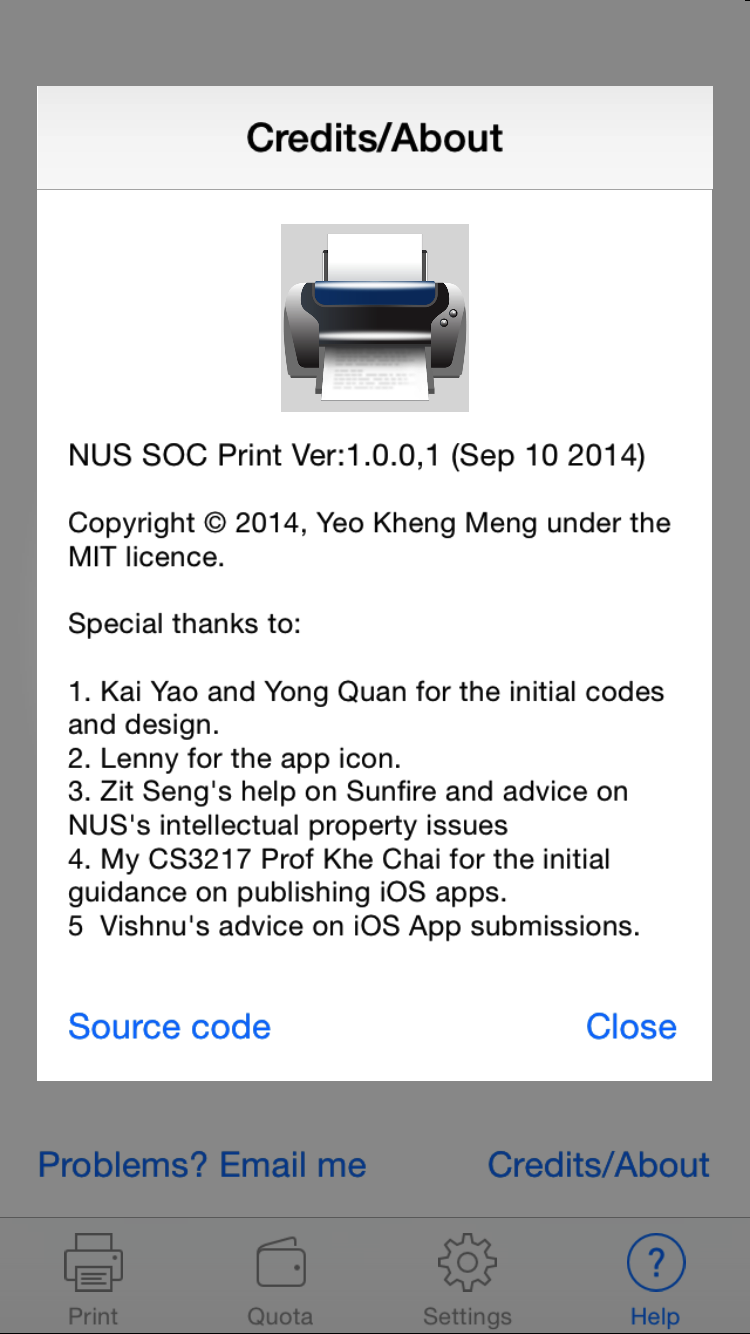 Credits/About
NUS SOC Print Ver:1.0.0,1 (Sep 10 2014)
Copyright © 2014, Yeo Kheng Meng under the
MIT licence.
Special thanks to:
1. Kai Yao and Yong Quan for the initial codes
and design.
2. Lenny for the app icon.
3. Zit Seng's help on Sunfire and advice on
NUS's intellectual property issues
4. My CS3217 Prof Khe Chai for the initial
guidance on publishing iOS apps.
5  Vishnu's advice on iOS App submissions.
Source code Close
Problems? Email me Credits/About
Print Quota Settings Help